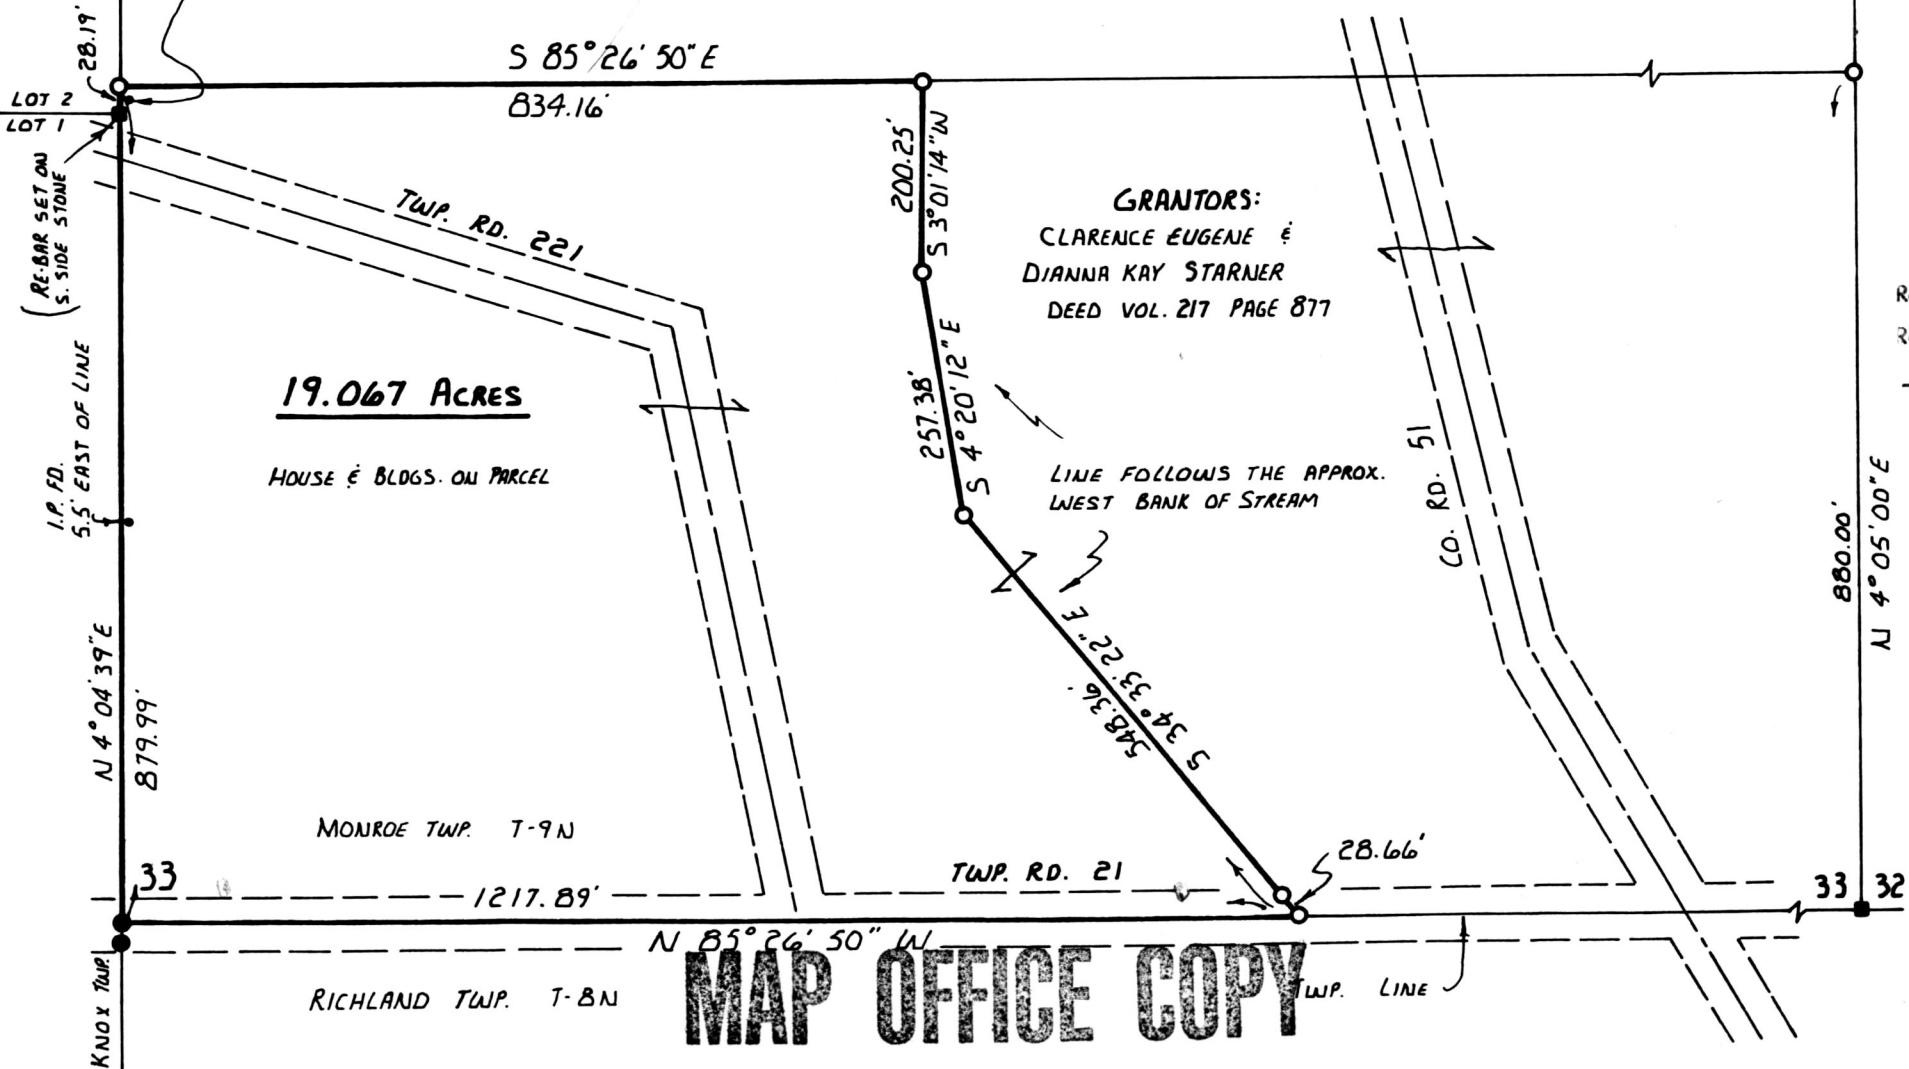 28.19'
S 85° 26' 50" E
834.16'
LOT 2
LOT 1
(RE-BAR SET ON
S. SIDE STONE
TWP. RD. 221
200.25'
S 3° 01' 14" W
GRANTORS:
CLARENCE EUGENE &
DIANNA KAY STARNER
DEED VOL. 217 PAGE 877
19.067 ACRES
HOUSE & BLDGS. ON PARCEL
I.P. FD.
5.5' EAST OF LINE
257.38'
S 4° 20' 12" E
LINE FOLLOWS THE APPROX.
WEST BANK OF STREAM
CO. RD. 51
880.00'
N 4° 05' 00" E
N 4° 04' 39" E
879.99'
548.36'
S 34° 33' 22" E
MONROE TWP. T-9N
33
1217.89'
TWP. RD. 21
28.66'
33 32
N 85° 26' 50" W
KNOX TWP.
RICHLAND TWP. T-8N
MAP OFFICE COPY
TWP. LINE